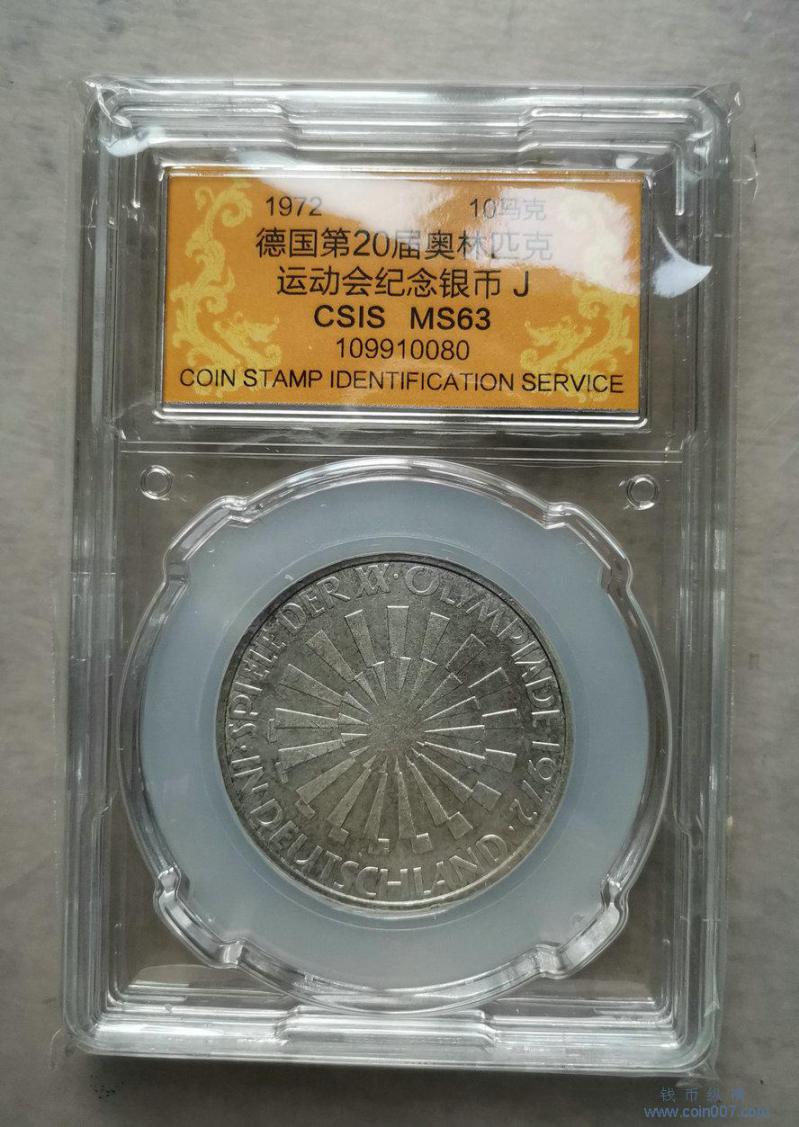 1972 10马克
德国第20届奥林匹克
运动会纪念银币 J
CSIS MS63
109910080
COIN STAMP IDENTIFICATION SERVICE
SPIELE DER XX · OLYMPIADE 1972 ·
IN · DEUTSCHLAND
钱币纵横
www.coin007.com